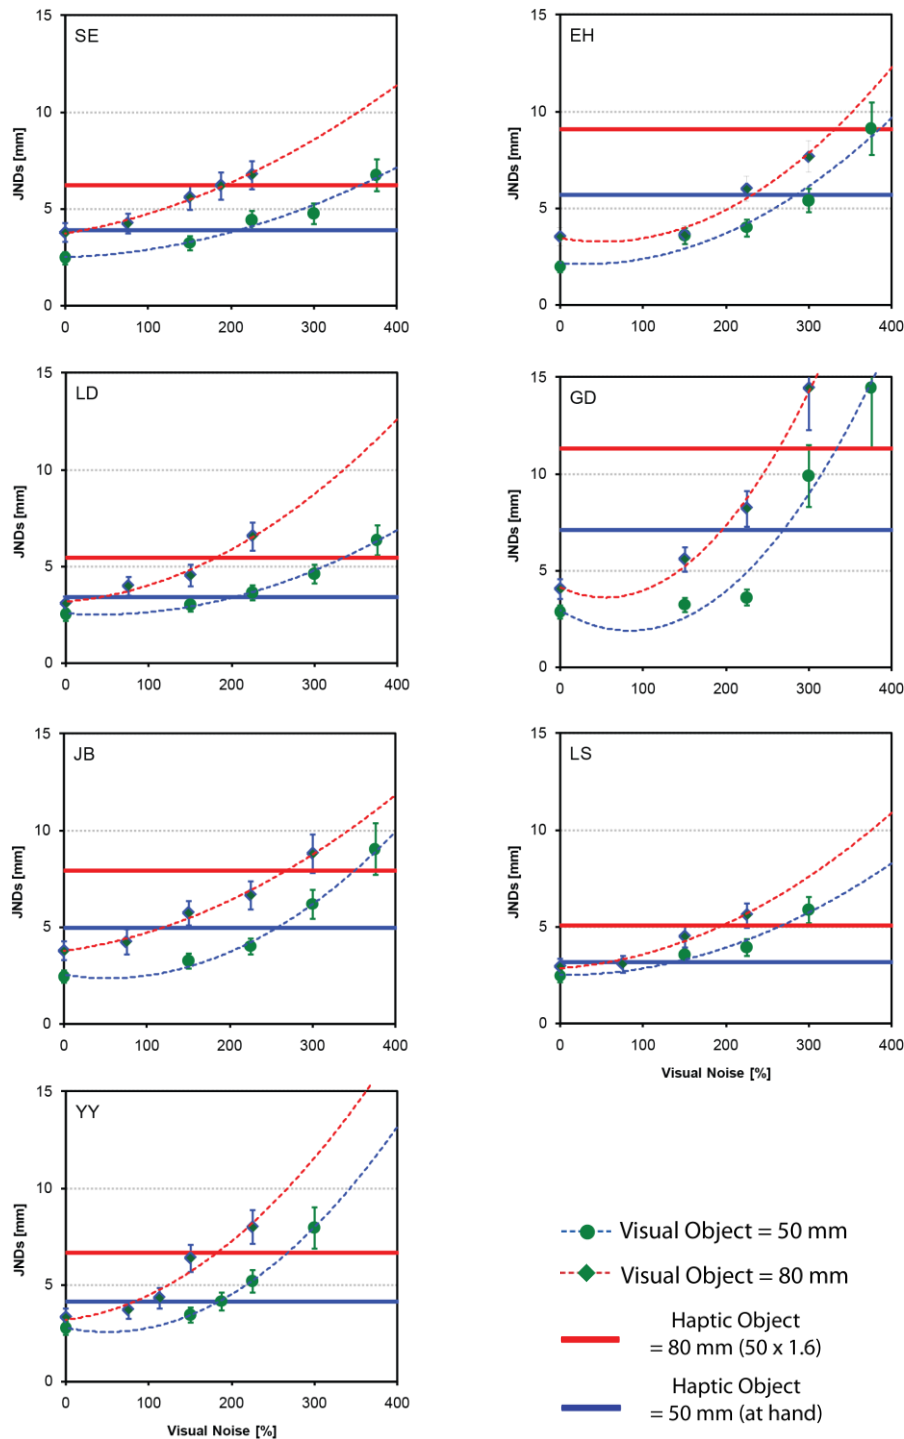 SE
JNDs [mm]
15
10
5
0
0 100 200 300 400
EH
JNDs [mm]
15
10
5
0
0 100 200 300 400
LD
JNDs [mm]
15
10
5
0
0 100 200 300 400
GD
JNDs [mm]
15
10
5
0
0 100 200 300 400
JB
JNDs [mm]
15
10
5
0
0 100 200 300 400
LS
JNDs [mm]
15
10
5
0
0 100 200 300 400
Visual Noise [%]
YY
JNDs [mm]
15
10
5
0
0 100 200 300 400
Visual Noise [%]
Visual Object = 50 mm
Visual Object = 80 mm
Haptic Object
= 80 mm (50 x 1.6)
Haptic Object
= 50 mm (at hand)